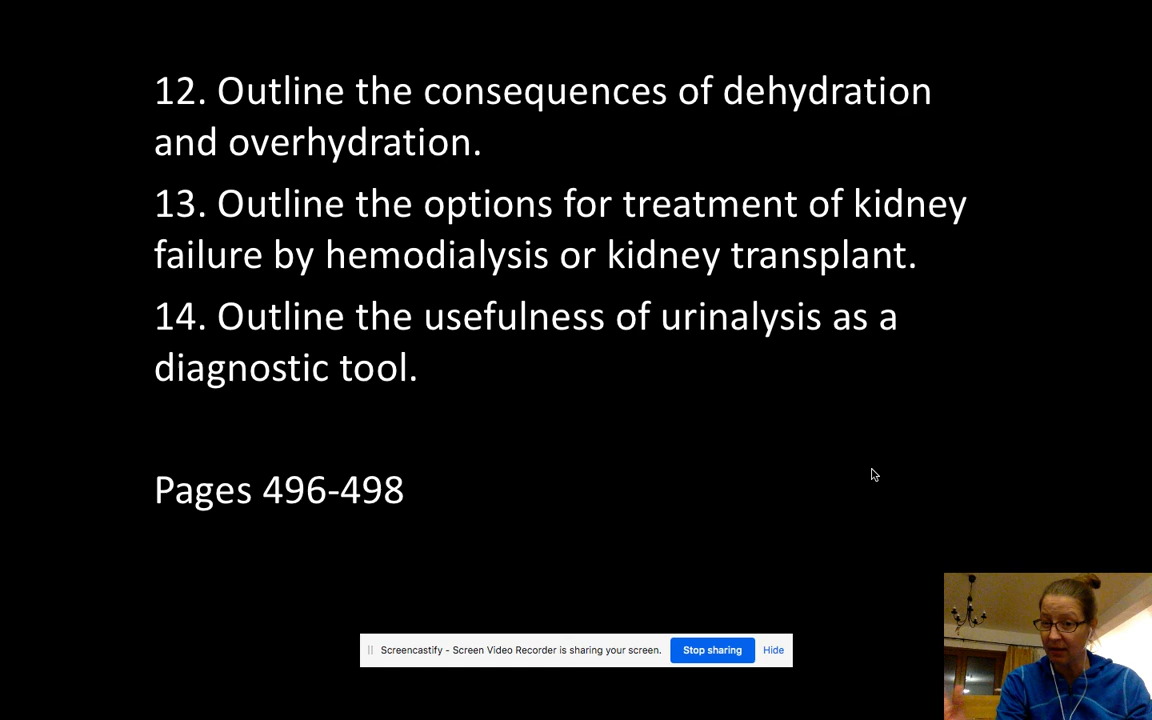 12. Outline the consequences of dehydration
and overhydration.
13. Outline the options for treatment of kidney
failure by hemodialysis or kidney transplant.
14. Outline the usefulness of urinalysis as a
diagnostic tool.
Pages 496-498
Screencastify - Screen Video Recorder is sharing your screen. Stop sharing Hide